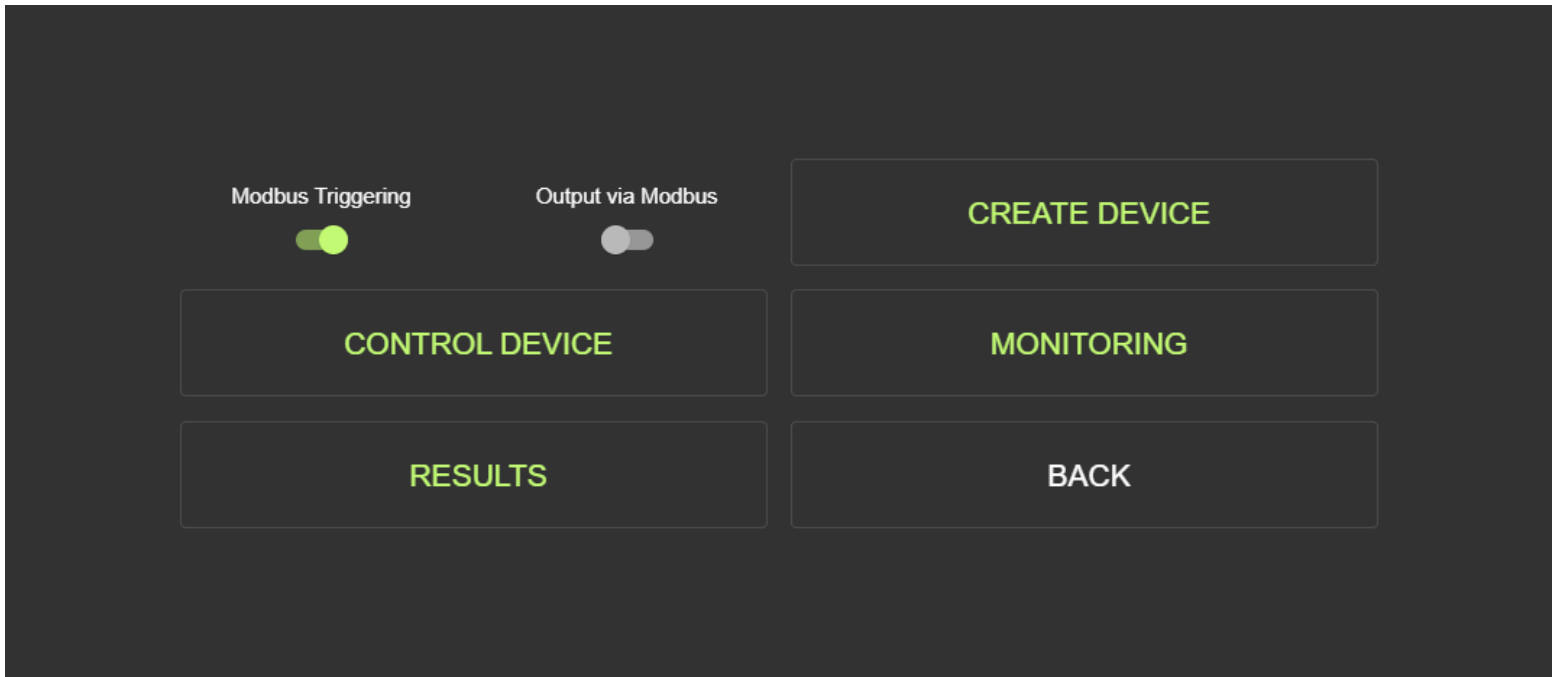 Modbus Triggering
Output via Modbus
CREATE DEVICE
CONTROL DEVICE
MONITORING
RESULTS
BACK